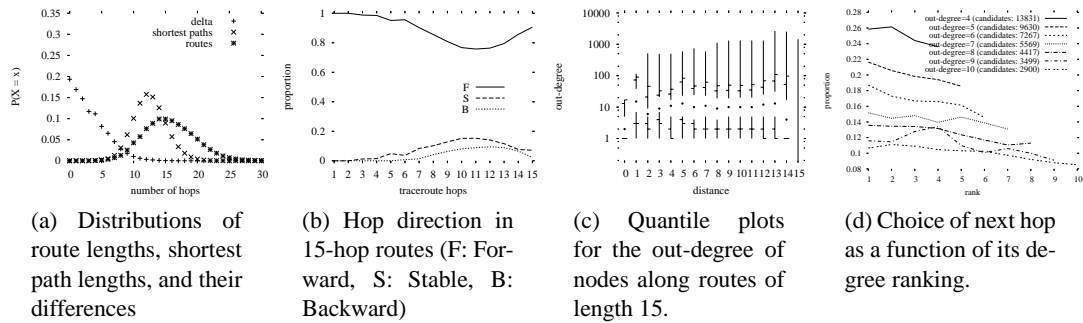 0.35
0.3
0.25
0.2
0.15
0.1
0.05
0
P(X = x)
0 5 10 15 20 25 30
number of hops
delta
shortest paths
routes
(a) Distributions of
route lengths, shortest
path lengths, and their
differences
1
0.8
0.6
0.4
0.2
0
proportion
F
S
B
1 2 3 4 5 6 7 8 9 10 11 12 13 14 15
traceroute hops
(b) Hop direction in
15-hop routes (F: For-
ward, S: Stable, B:
Backward)
10000
1000
100
10
1
out-degree
0 1 2 3 4 5 6 7 8 9 10 11 12 13 14 15
distance
(c) Quantile plots
for the out-degree of
nodes along routes of
length 15.
0.28
0.26
0.24
0.22
0.2
0.18
0.16
0.14
0.12
0.1
0.08
proportion
out-degree=4 (candidates: 13831)
out-degree=5 (candidates: 9630)
out-degree=6 (candidates: 7267)
out-degree=7 (candidates: 5569)
out-degree=8 (candidates: 4417)
out-degree=9 (candidates: 3499)
out-degree=10 (candidates: 2900)
1 2 3 4 5 6 7 8 9 10
rank
(d) Choice of next hop
as a function of its de-
gree ranking.